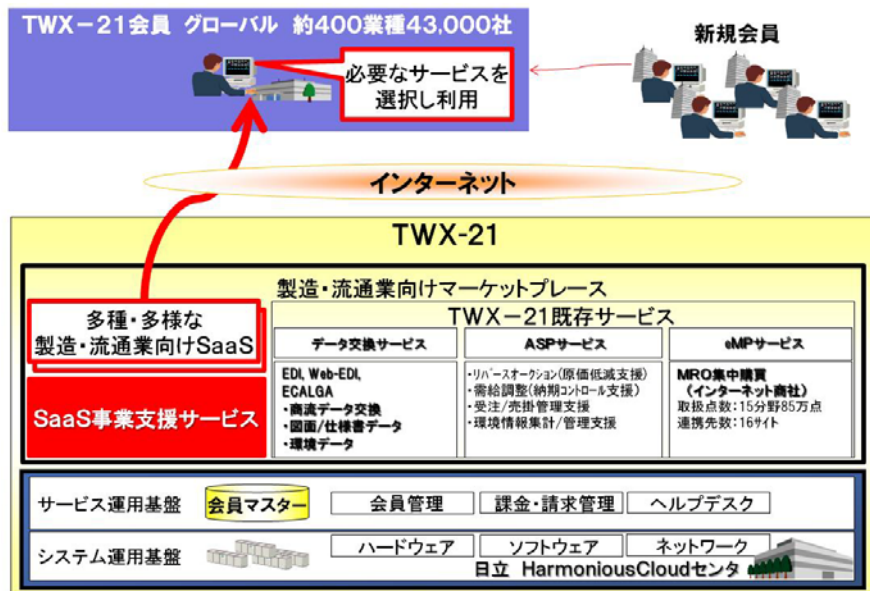 TWX－21会員 グローバル 約400業種43,000社
新規会員
必要なサービスを
選択し利用
インターネット
TWX-21
製造・流通業向けマーケットプレース
多種・多様な
製造・流通業向けSaaS
SaaS事業支援サービス
TWX－21既存サービス
データ交換サービス
EDI, Web-EDI,
ECALGA
・商流データ交換
・図面/仕様書データ
・環境データ
ASPサービス
・リバースオークション(原価低減支援)
・需給調整(納期コントロール支援)
・受注/売掛管理支援
・環境情報集計/管理支援
eMPサービス
MRO集中購買
（インターネット商社）
取扱点数：15分野85万点
連携先数：16サイト
サービス運用基盤
会員マスター
会員管理
課金・請求管理
ヘルプデスク
システム運用基盤
ハードウェア
ソフトウェア
ネットワーク
日立 HarmoniousCloudセンタ